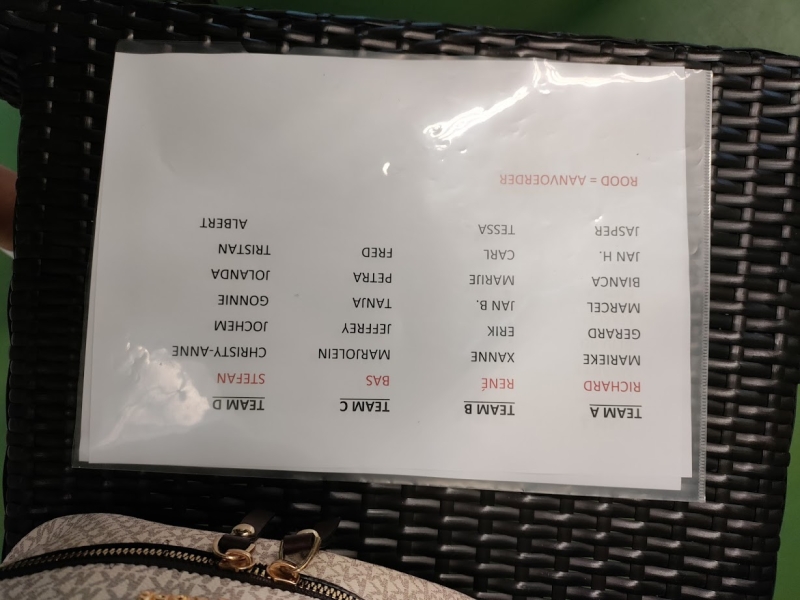 TEAM A TEAM B TEAM C TEAM D
RICHARD RENÉ BAS STEFAN
MARIEKE XANNE MARJOLEIN CHRISTY-ANNE
GERARD ERIK JEFFREY JOCHEM
MARCEL JAN B. TANJA GONNIE
BIANCA MARIJE PETRA JOLANDA
JAN H. CARL FRED TRISTAN
JASPER TESSA ALBERT
ROOD = AANVOERDER